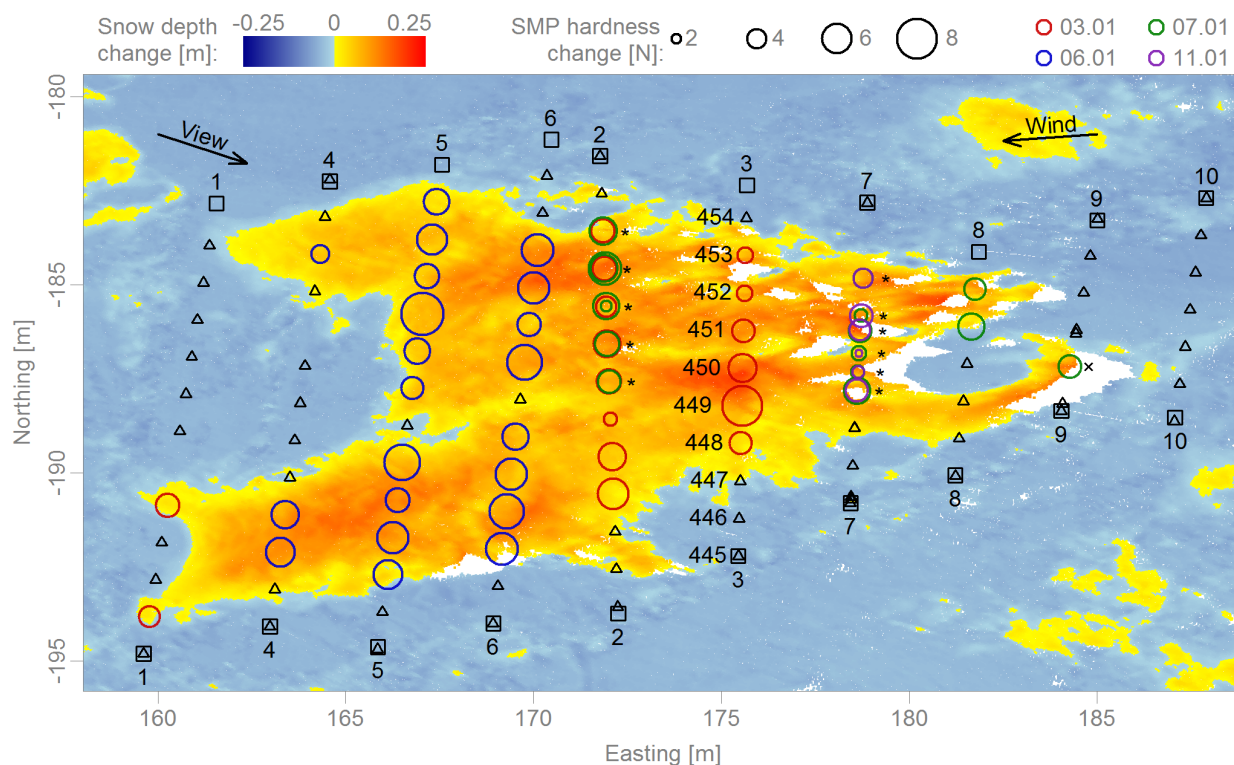 Snow depth
change [m]:
-0.25 0 0.25
SMP hardness
change [N]:
2 4 6 8
03.01 07.01
06.01 11.01
-180
-185
-190
-195
Northing [m]
View
Wind
1 4 5 6 2 3 7 8 9 10
454
453
452
451
450
449
448
447
446
445
* * * * *
* * * * * *
×
1 4 5 6 2 3 7 8 9 10
160 165 170 175 180 185
Easting [m]